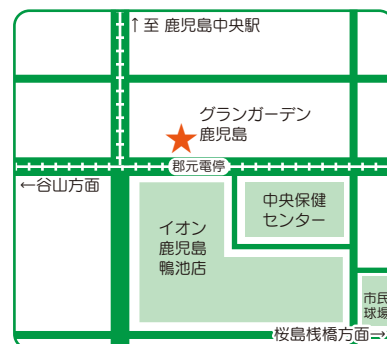 ↑至 鹿児島中央駅
グランガーデン
鹿児島
郡元電停
←谷山方面
中央保健
センター
イオン
鹿児島
鴨池店
市民
球場
桜島桟橋方面→